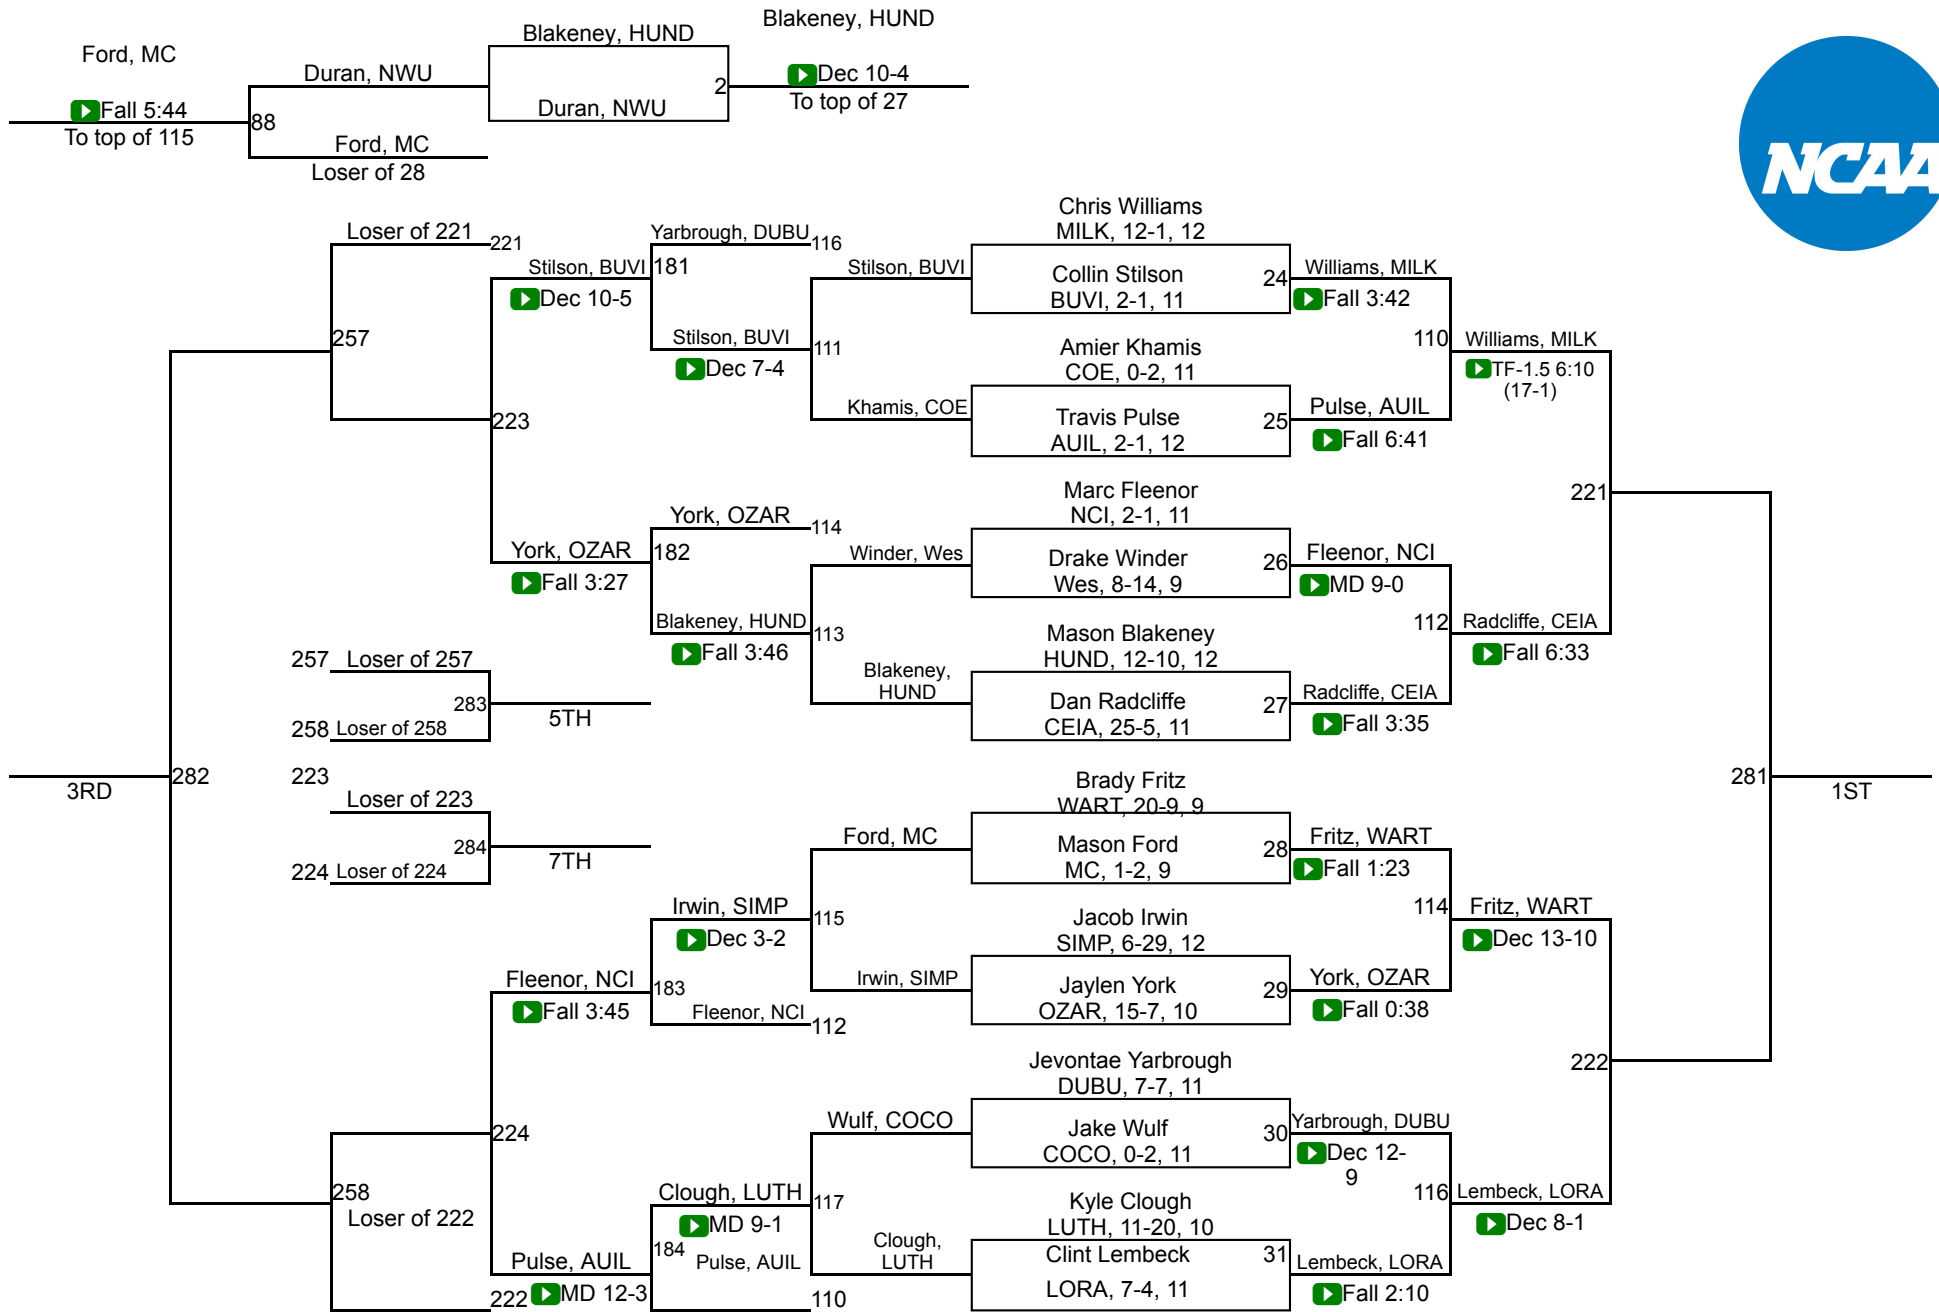 Blakeney, HUND
Blakeney, HUND
Ford, MC
Duran, NWU
2
Dec 10-4
Fall 5:44
88
Duran, NWU
To top of 27
To top of 115
Ford, MC
Loser of 28
NCAA
Chris Williams
MILK, 12-1, 12
Loser of 221
221
Yarbrough, DUBU
116
Stilson, BUVI
181
Stilson, BUVI
Collin Stilson
BUVI, 2-1, 11
24
Williams, MILK
Dec 10-5
Fall 3:42
257
Stilson, BUVI
111
Dec 7-4
Amier Khamis
COE, 0-2, 11
110
Williams, MILK
TF-1.5 6:10
(17-1)
223
Khamis, COE
Travis Pulse
AUIL, 2-1, 12
25
Pulse, AUIL
Fall 6:41
Marc Fleenor
NCI, 2-1, 11
221
York, OZAR
114
York, OZAR
182
Winder, Wes
Drake Winder
Wes, 8-14, 9
26
Fleenor, NCI
Fall 3:27
MD 9-0
Blakeney, HUND
113
Fall 3:46
Mason Blakeney
HUND, 12-10, 12
112
Radcliffe, CEIA
Fall 6:33
257
Loser of 257
Blakeney,
HUND
Dan Radcliffe
CEIA, 25-5, 11
27
Radcliffe, CEIA
Fall 3:35
283
5TH
258
Loser of 258
3RD
282
223
Loser of 223
Brady Fritz
WART, 20-9, 9
281
1ST
284
7TH
224
Loser of 224
Ford, MC
Mason Ford
MC, 1-2, 9
28
Fritz, WART
Fall 1:23
Irwin, SIMP
115
Dec 3-2
Jacob Irwin
SIMP, 6-29, 12
114
Fritz, WART
Dec 13-10
Fleenor, NCI
183
Fall 3:45
Irwin, SIMP
Jaylen York
OZAR, 15-7, 10
29
York, OZAR
Fall 0:38
Fleenor, NCI
112
Jevontae Yarbrough
DUBU, 7-7, 11
222
224
Wulf, COCO
Jake Wulf
COCO, 0-2, 11
30
Yarbrough, DUBU
Dec 12-
9
258
Loser of 222
Clough, LUTH
117
MD 9-1
Kyle Clough
LUTH, 11-20, 10
116
Lembeck, LORA
Dec 8-1
Pulse, AUIL
184
Pulse, AUIL
Clough,
LUTH
Clint Lembeck
LORA, 7-4, 11
31
Lembeck, LORA
222
MD 12-3
110
Fall 2:10